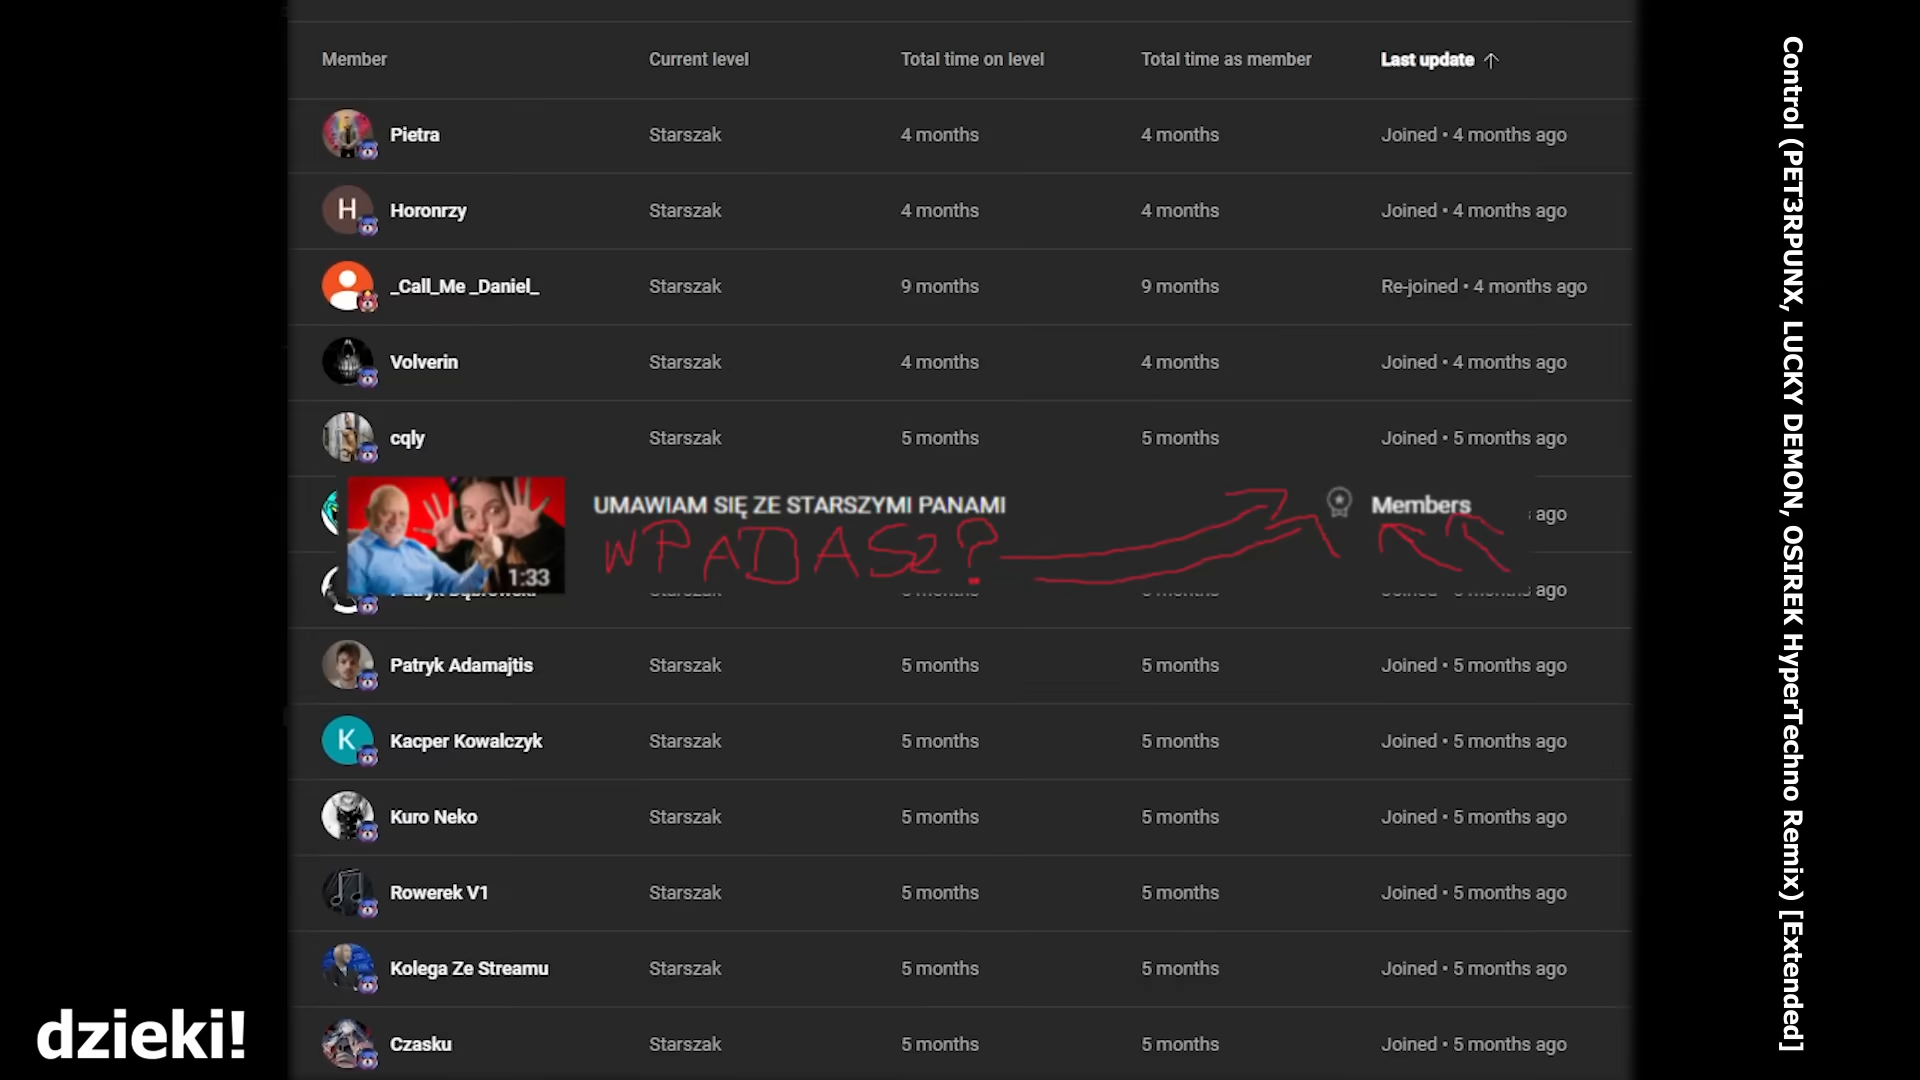 Member Current level Total time on level Total time as member Last update ↑
Pietra Starszak 4 months 4 months Joined • 4 months ago
H Horonrzy Starszak 4 months 4 months Joined • 4 months ago
_Call_Me _Daniel_ Starszak 9 months 9 months Re-joined • 4 months ago
Volverin Starszak 4 months 4 months Joined • 4 months ago
cqly Starszak 5 months 5 months Joined • 5 months ago
UMAWIAM SIĘ ZE STARSZYMI PANAMI Members ago
WPADASZ?
1:33
ago
Patryk Adamajtis Starszak 5 months 5 months Joined • 5 months ago
K Kacper Kowalczyk Starszak 5 months 5 months Joined • 5 months ago
Kuro Neko Starszak 5 months 5 months Joined • 5 months ago
Rowerek V1 Starszak 5 months 5 months Joined • 5 months ago
Kolega Ze Streamu Starszak 5 months 5 months Joined • 5 months ago
Czasku Starszak 5 months 5 months Joined • 5 months ago
dzieki!
Control (PET3RPUNX, LUCKY DEMON, OSIREK HyperTechno Remix) [Extended]